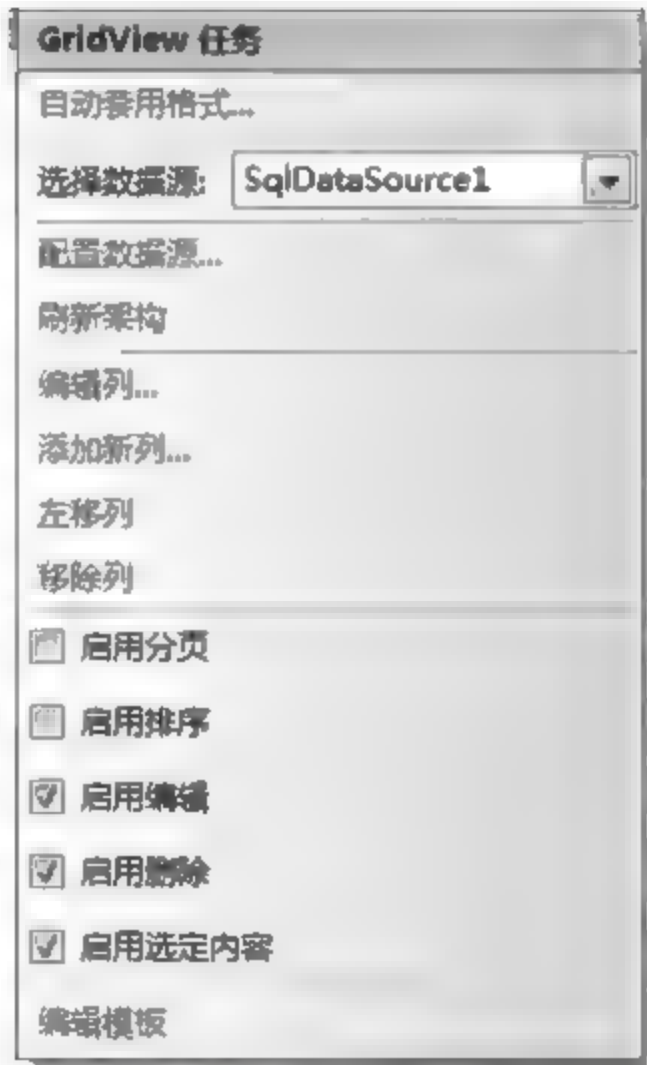 GridView 任务
自动套用格式...
选择数据源: SqlDataSource1
配置数据源...
刷新架构
编辑列...
添加新列...
左移列
移除列
启用分页
启用排序
启用编辑
启用删除
启用选定内容
编辑模板